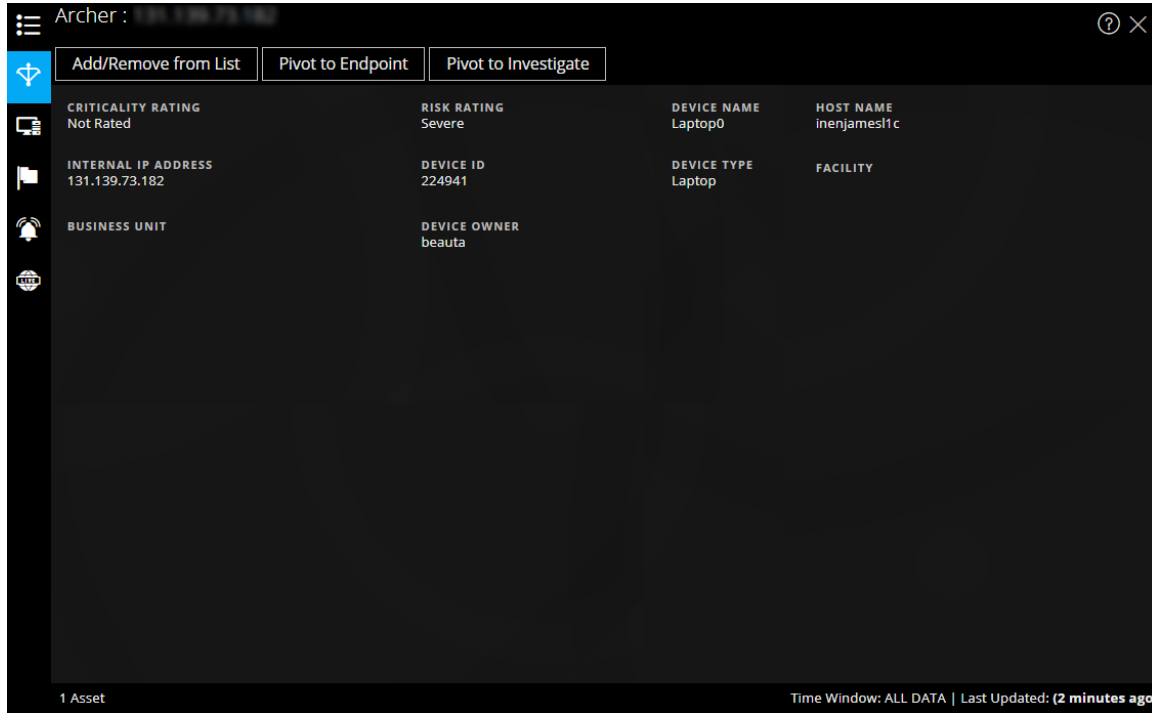 Archer :
Add/Remove from List Pivot to Endpoint Pivot to Investigate
CRITICALITY RATING RISK RATING DEVICE NAME HOST NAME
Not Rated Severe Laptop0 inenjamesl1c
INTERNAL IP ADDRESS DEVICE ID DEVICE TYPE FACILITY
131.139.73.182 224941 Laptop
BUSINESS UNIT DEVICE OWNER
beauta
LIVE
1 Asset Time Window: ALL DATA | Last Updated: (2 minutes ago